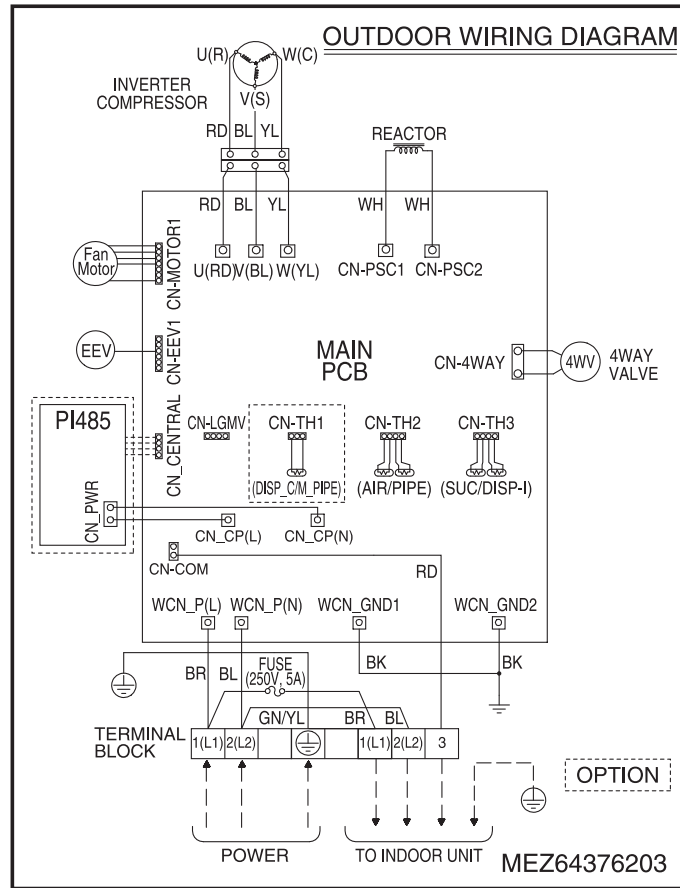 OUTDOOR WIRING DIAGRAM
U(R) W(C)
INVERTER
COMPRESSOR
V(S)
RD BL YL
REACTOR
RD BL YL
WH WH
Fan
Motor
CN-MOTOR1
U(RD) V(BL) W(YL)
CN-PSC1 CN-PSC2
EEV
CN-EEV1
MAIN
PCB
CN-4WAY
4WV
4WAY
VALVE
PI485
CN_CENTRAL
CN-LGMV
CN-TH1
CN-TH2
CN-TH3
(DISP_C/M_PIPE)
(AIR/PIPE)
(SUC/DISP-I)
CN_PWR
CN_CP(L)
CN_CP(N)
CN-COM
RD
WCN_P(L) WCN_P(N) WCN_GND1 WCN_GND2
BR BL
FUSE
(250V, 5A)
BK BK
GN/YL
BR BL
TERMINAL
BLOCK
1(L1) 2(L2) 1(L1) 2(L2) 3
OPTION
POWER
TO INDOOR UNIT
MEZ64376203